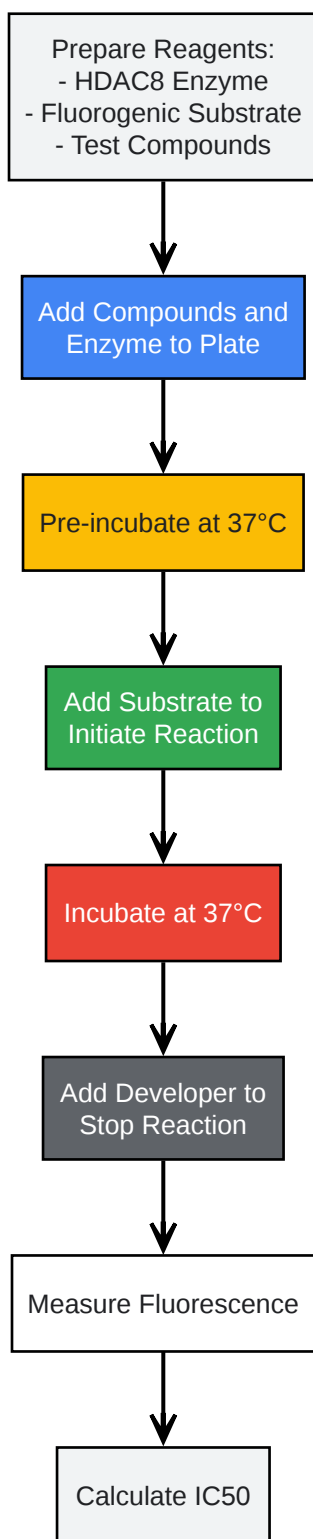 Prepare Reagents:
- HDAC8 Enzyme
- Fluorogenic Substrate
- Test Compounds
Add Compounds and
Enzyme to Plate
Pre-incubate at 37°C
Add Substrate to
Initiate Reaction
Incubate at 37°C
Add Developer to
Stop Reaction
Measure Fluorescence
Calculate IC50